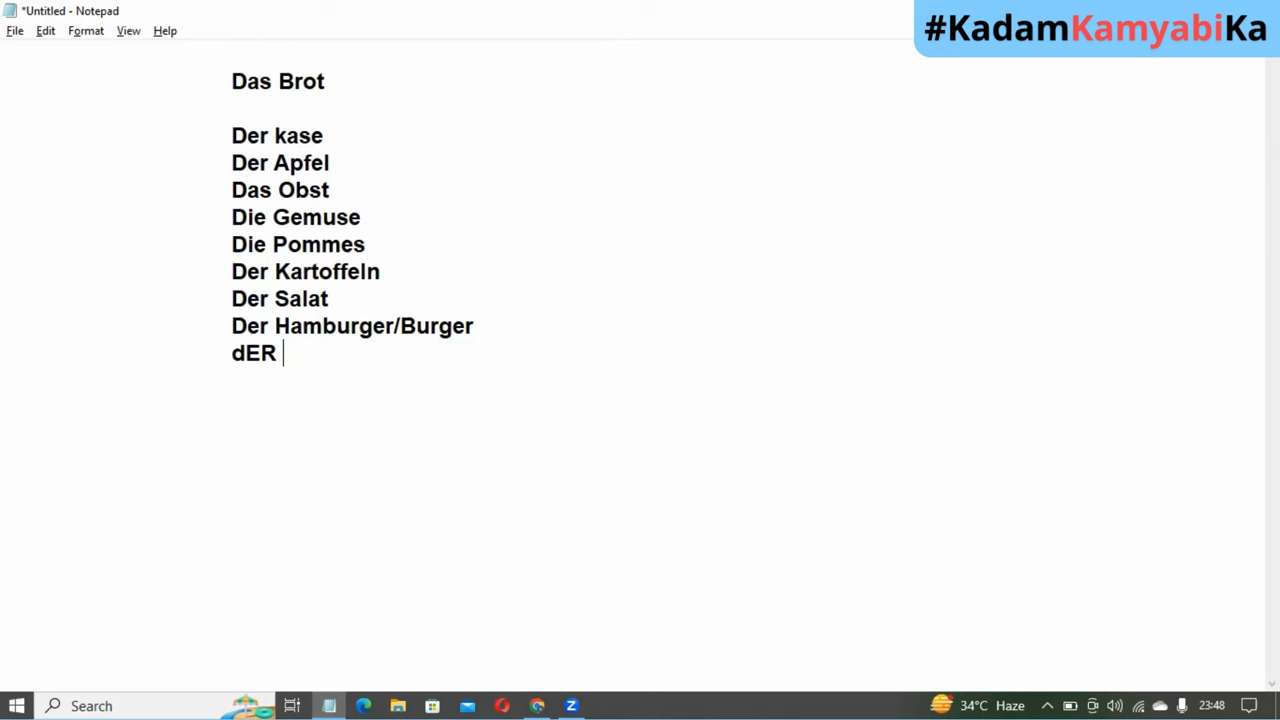 *Untitled - Notepad
File Edit Format View Help
#KadamKamyabiKa
Das Brot
Der kase
Der Apfel
Das Obst
Die Gemuse
Die Pommes
Der Kartoffeln
Der Salat
Der Hamburger/Burger
dER
Search
34°C Haze
23:48